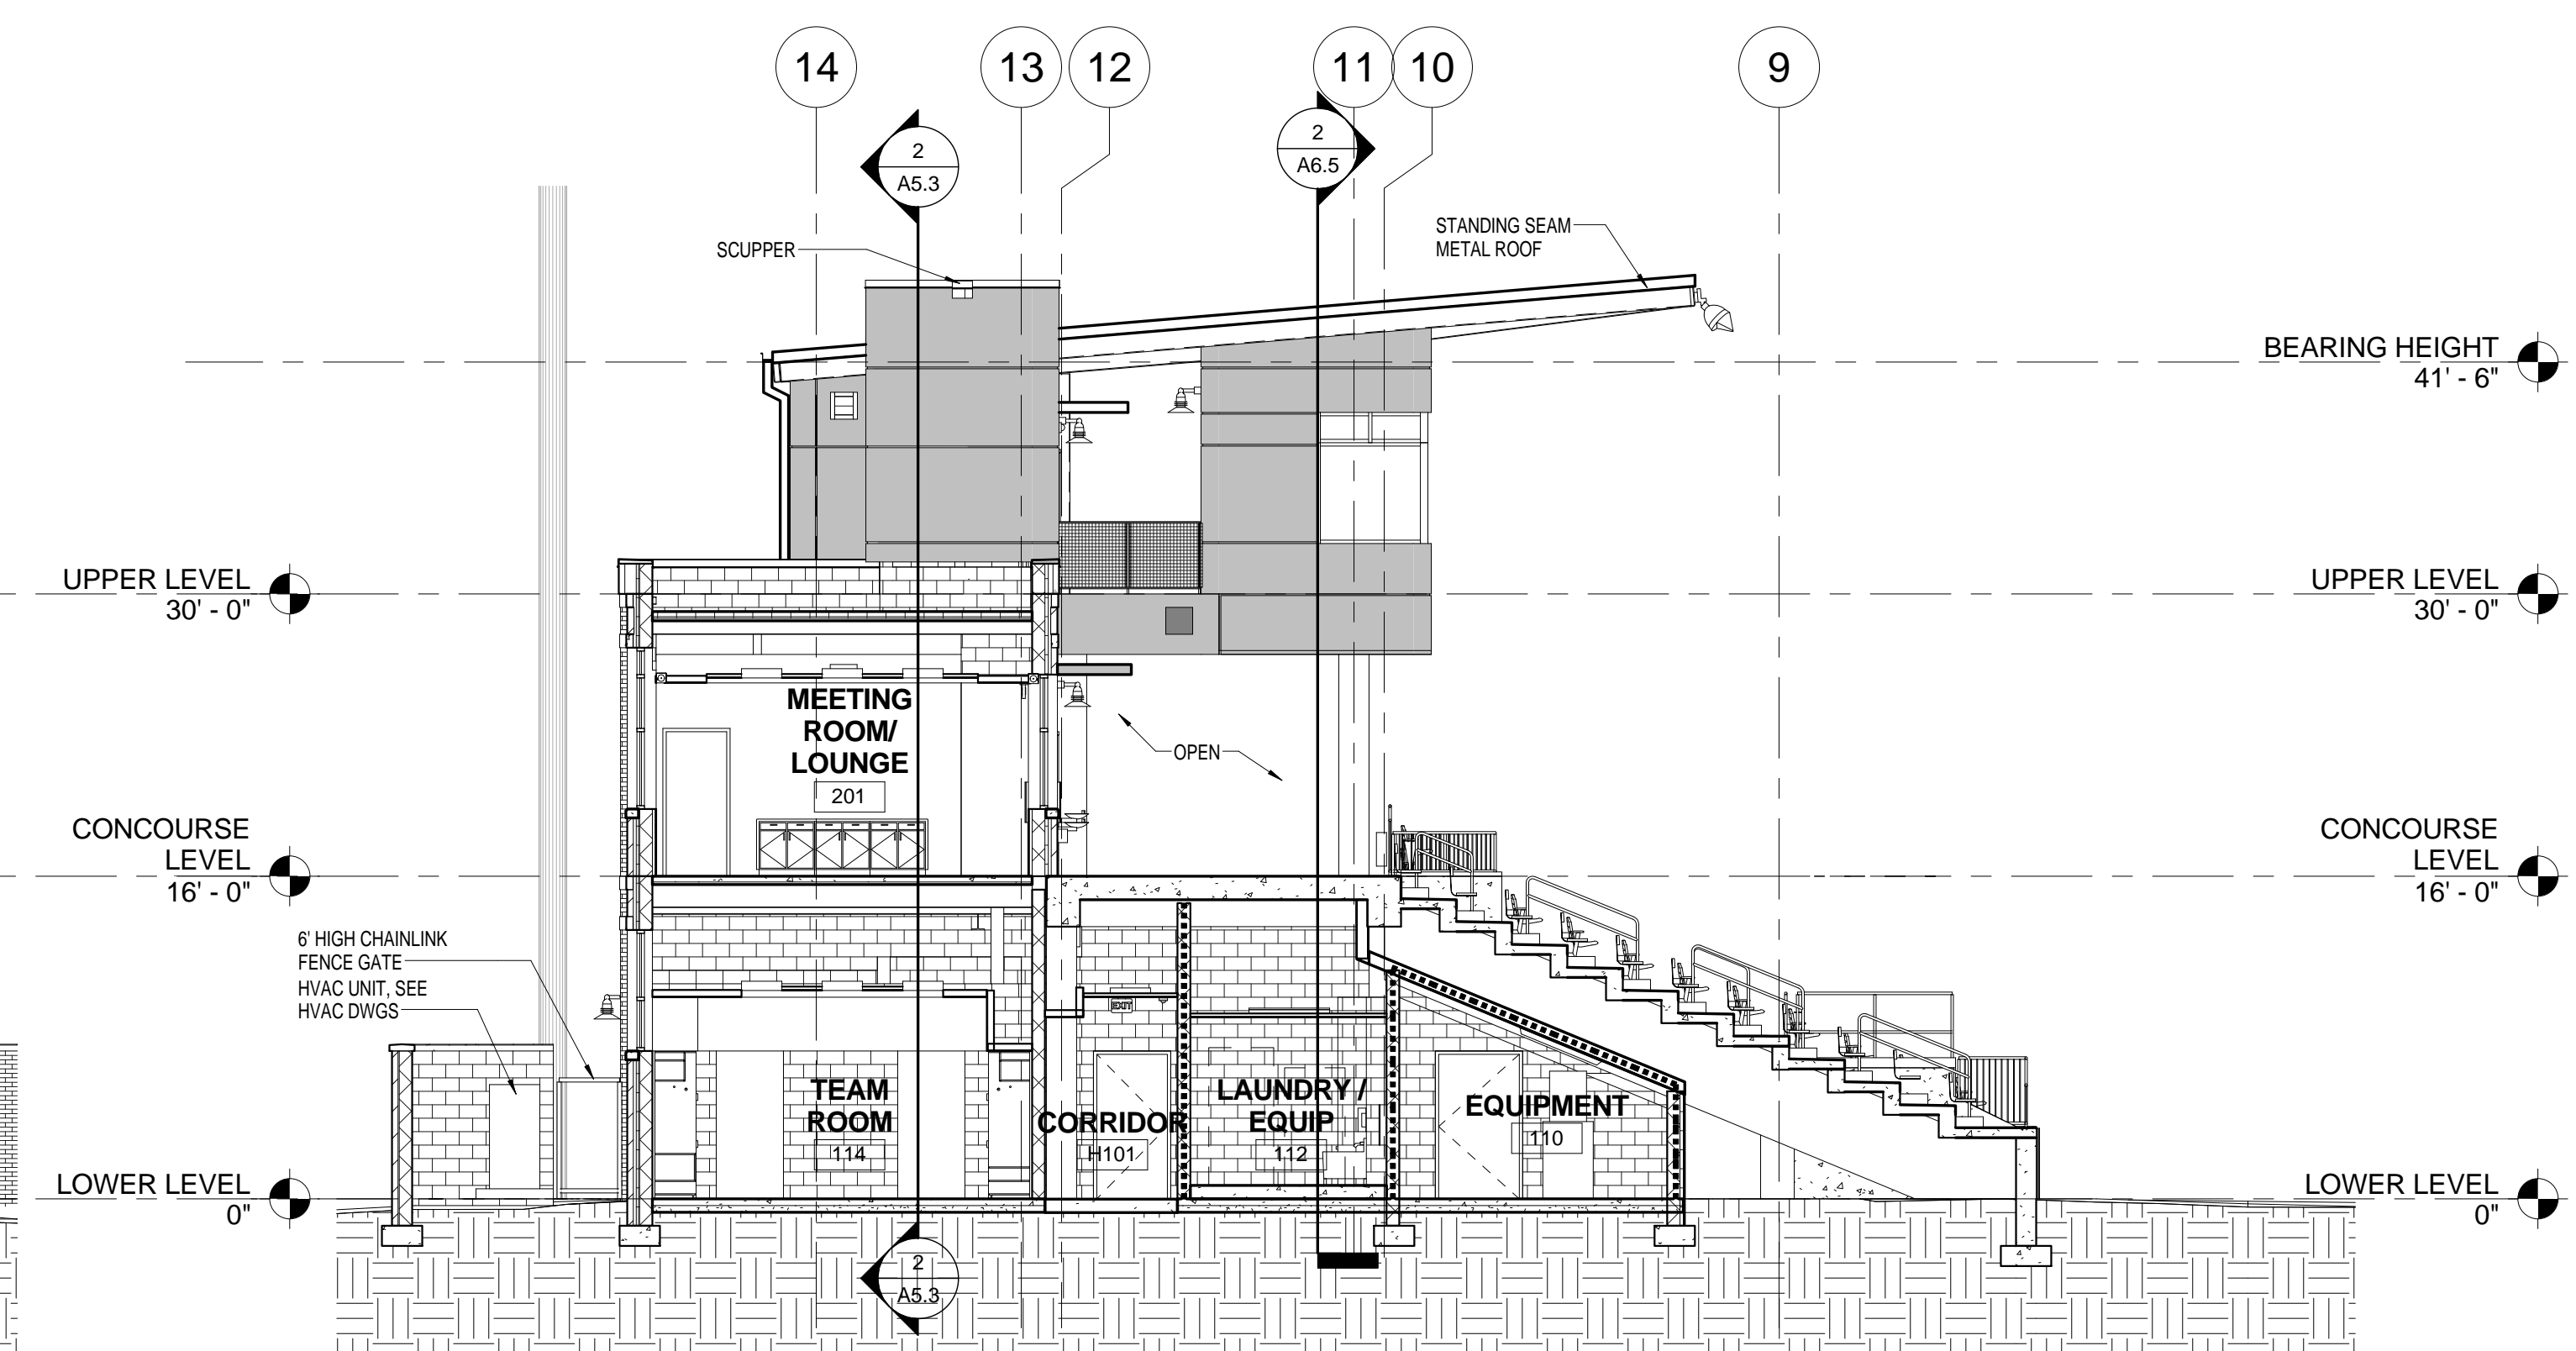 14
13
12
11
10
9
2
A5.3
2
A6.5
SCUPPER
STANDING SEAM
METAL ROOF
BEARING HEIGHT
41' - 6"
UPPER LEVEL
30' - 0"
UPPER LEVEL
30' - 0"
MEETING
ROOM/
LOUNGE
201
OPEN
CONCOURSE
LEVEL
16' - 0"
CONCOURSE
LEVEL
16' - 0"
6' HIGH CHAINLINK
FENCE GATE
HVAC UNIT, SEE
HVAC DWGS
EXIT
TEAM
ROOM
114
CORRIDOR
H101
LAUNDRY /
EQUIP
112
EQUIPMENT
110
LOWER LEVEL
0"
LOWER LEVEL
0"
2
A5.3